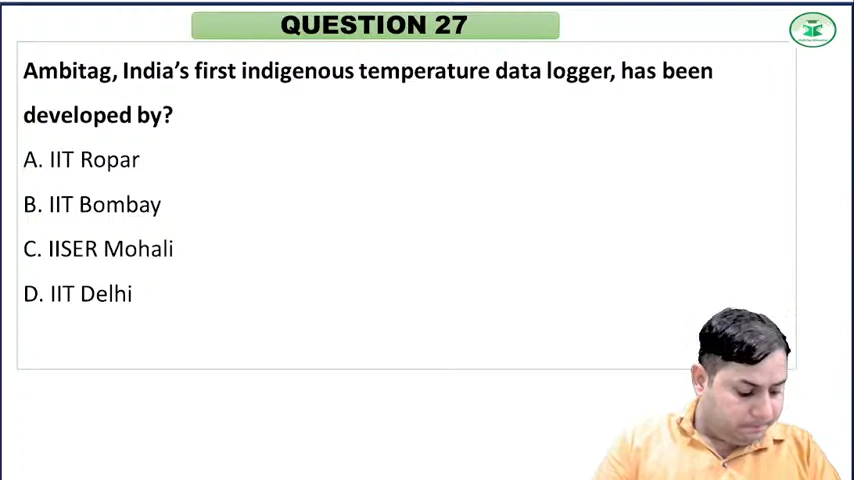 QUESTION 27
Ambitag, India's first indigenous temperature data logger, has been
developed by?
A. IIT Ropar
B. IIT Bombay
C. IISER Mohali
D. IIT Delhi